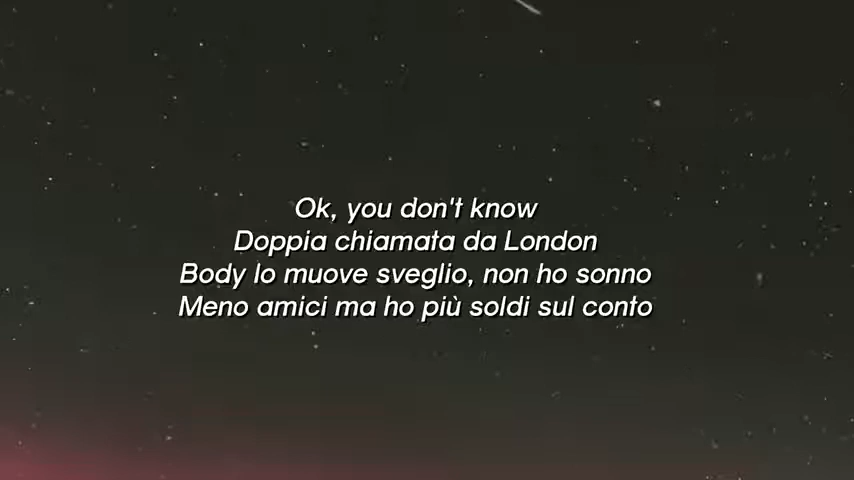 Ok, you don't know
Doppia chiamata da London
Body lo muove sveglio, non ho sonno
Meno amici ma ho più soldi sul conto